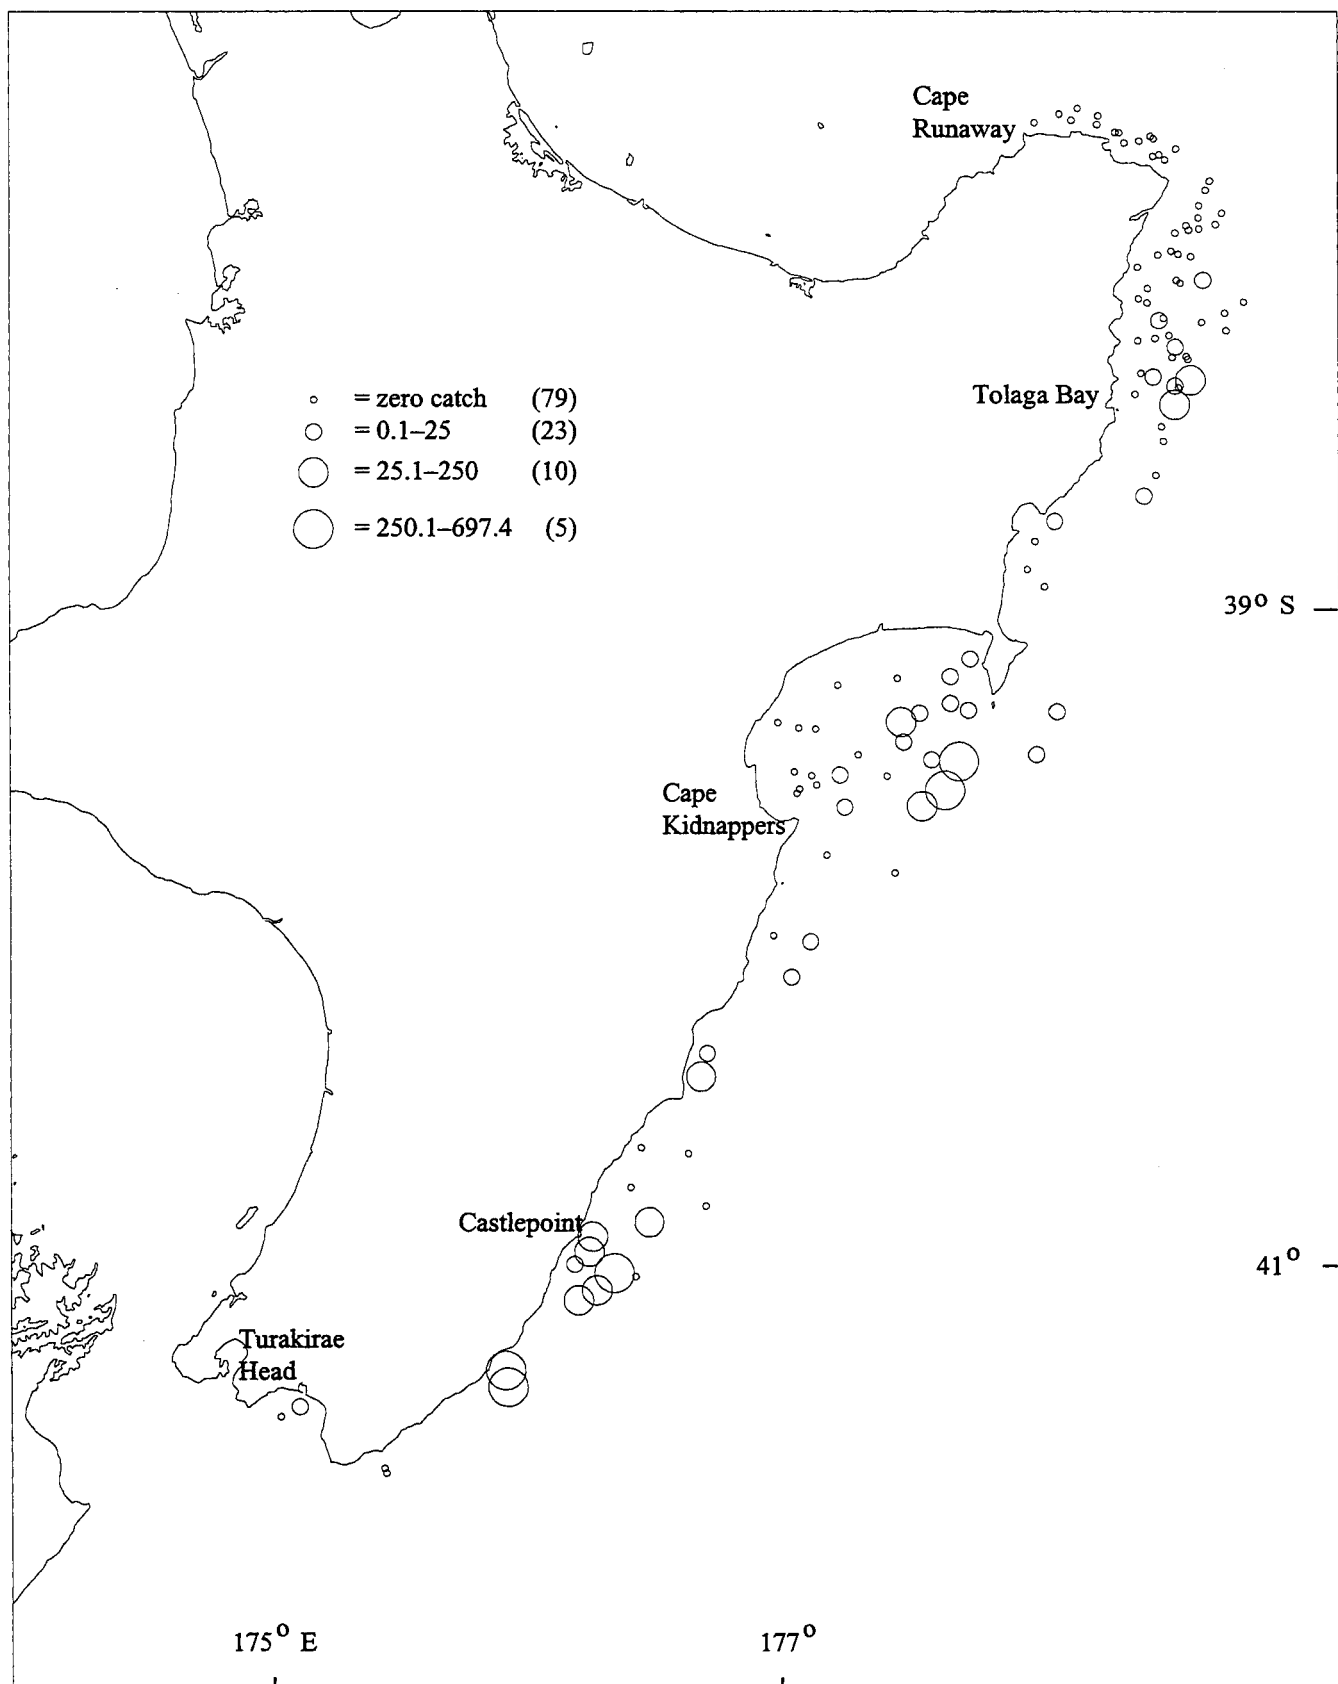 Cape
Runaway
= zero catch (79)
= 0.1–25 (23)
= 25.1–250 (10)
= 250.1–697.4 (5)
Tolaga Bay
39° S
Cape
Kidnappers
Castlepoint
41°
Turakirae
Head
175° E
177°